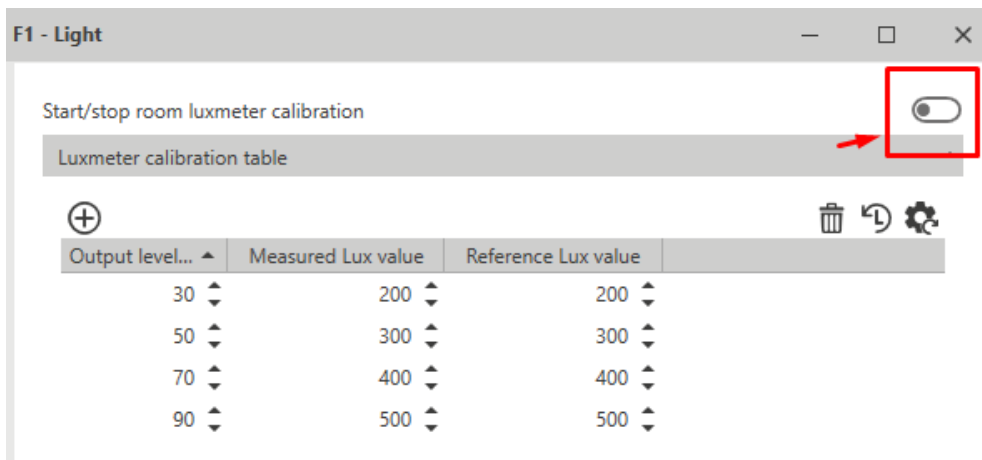 F1 - Light
Start/stop room luxmeter calibration
Luxmeter calibration table
Output level... Measured Lux value Reference Lux value
30 200 200
50 300 300
70 400 400
90 500 500